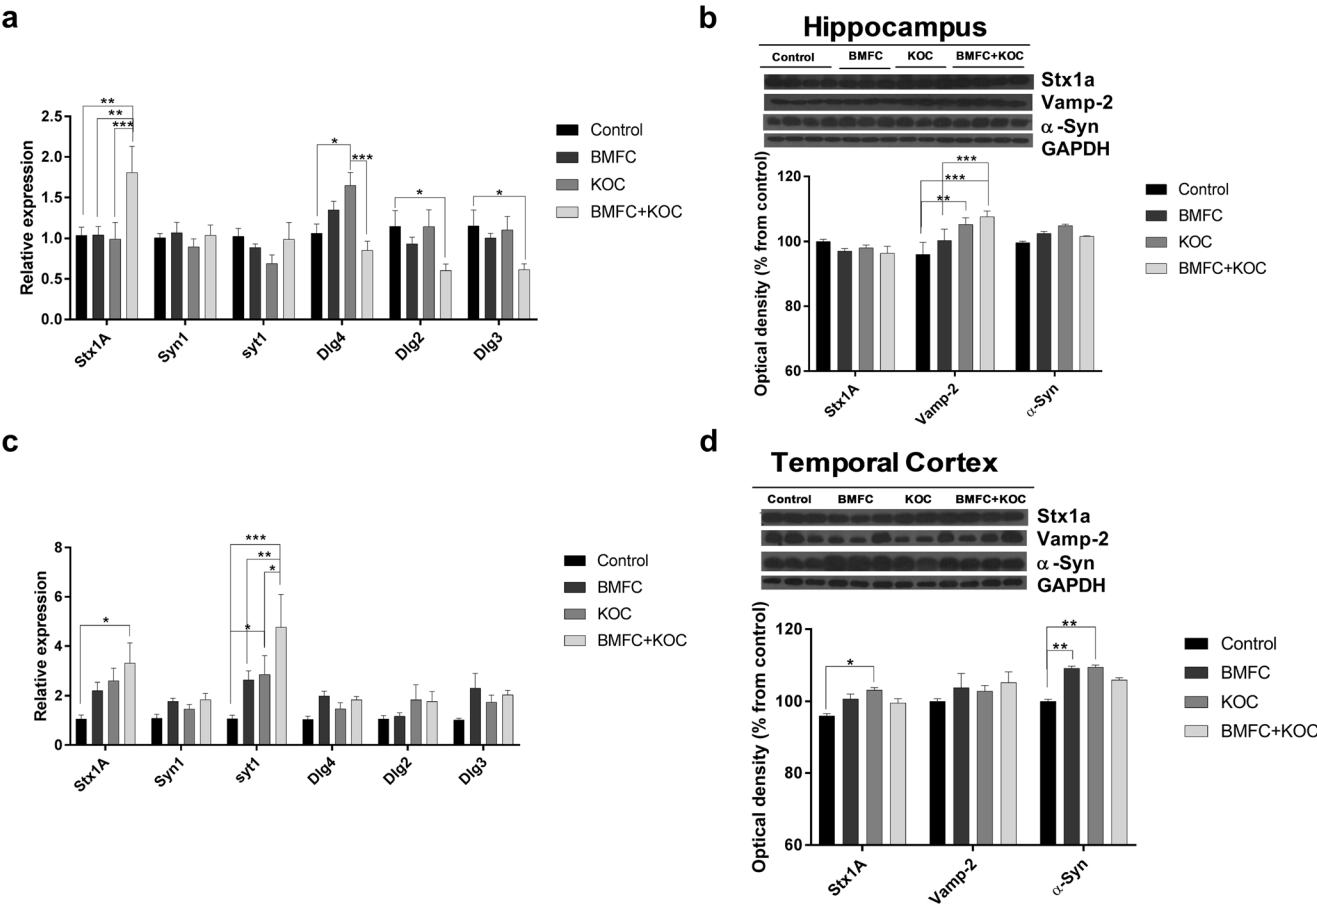 a
Relative expression
2.5
2.0
1.5
1.0
0.5
0.0
**
**
***
*
***
*
*
Stx1A
Syn1
syt1
Dlg4
Dlg2
Dlg3
Control
BMFC
KOC
BMFC+KOC
b
Hippocampus
Control BMFC KOC BMFC+KOC
Stx1a
Vamp-2
α-Syn
GAPDH
Optical density (% from control)
120
100
80
60
***
***
**
Stx1A
Vamp-2
α-Syn
Control
BMFC
KOC
BMFC+KOC
c
Relative expression
8
6
4
2
0
*
***
**
*
*
Stx1A
Syn1
syt1
Dlg4
Dlg2
Dlg3
Control
BMFC
KOC
BMFC+KOC
d
Temporal Cortex
Control BMFC KOC BMFC+KOC
Stx1a
Vamp-2
α-Syn
GAPDH
Optical density (% from control)
120
100
80
60
*
**
**
Stx1A
Vamp-2
α-Syn
Control
BMFC
KOC
BMFC+KOC